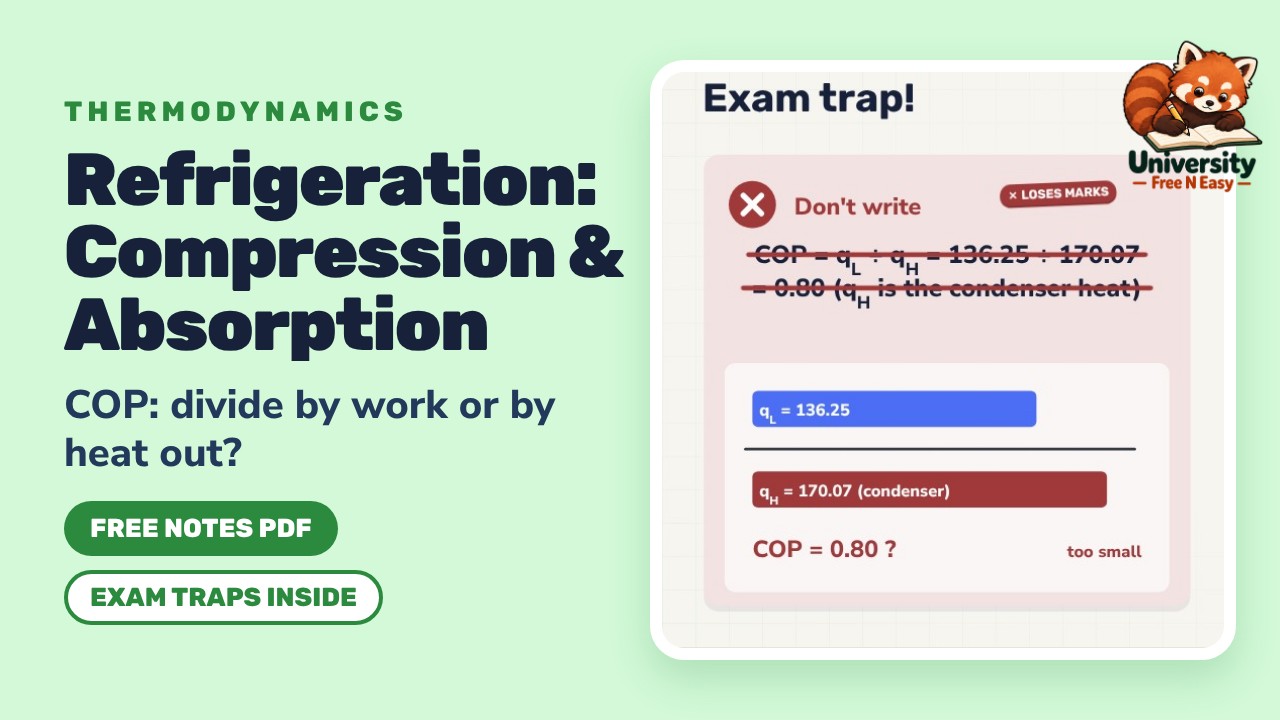 THERMODYNAMICS
Refrigeration:
Compression &
Absorption
COP: divide by work or by
heat out?
FREE NOTES PDF
EXAM TRAPS INSIDE
Exam trap!
Don't write
× LOSES MARKS
COP = qL ÷ qH = 136.25 ÷ 170.07
= 0.80 (qH is the condenser heat)
qL = 136.25
qH = 170.07 (condenser)
COP = 0.80 ?
too small
University
Free N Easy